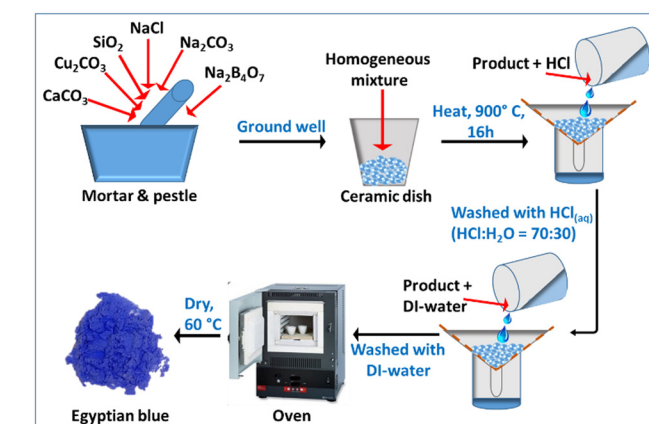 NaCl
SiO2
Na2CO3
Cu2CO3
Na2B4O7
CaCO3
Mortar & pestle
Ground well
Homogeneous
mixture
Ceramic dish
Heat, 900° C,
16h
Product + HCl
Washed with HCl(aq)
(HCl:H2O = 70:30)
Product +
DI-water
Washed with
DI-water
Oven
Dry,
60 °C
Egyptian blue